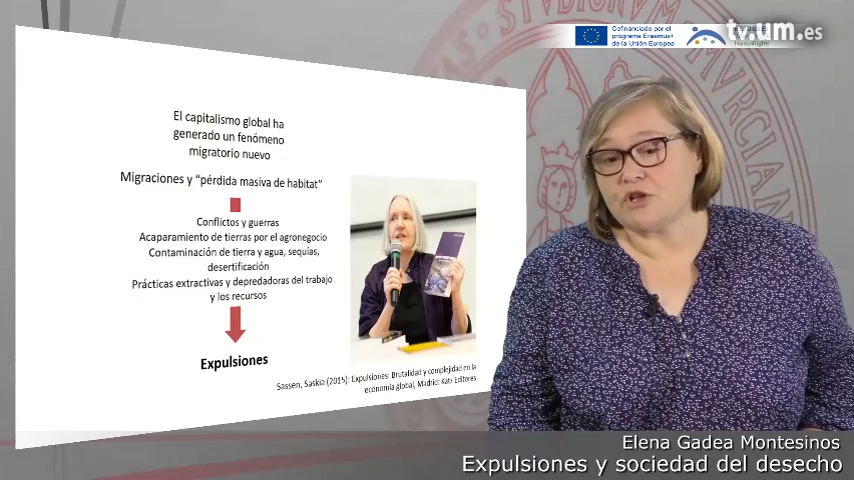 Cofinanciado por el
programa Erasmus+
de la Unión Europea
tv.um.es
El capitalismo global ha
generado un fenómeno
migratorio nuevo
Migraciones y “pérdida masiva de habitat”
Conflictos y guerras
Acaparamiento de tierras por el agronegocio
Contaminación de tierra y agua, sequías,
desertificación
Prácticas extractivas y depredadoras del trabajo
y los recursos
Expulsiones
Sassen, Saskia (2015): Expulsiones: Brutalidad y complejidad en la
economía global, Madrid: Katz Editores
Elena Gadea Montesinos
Expulsiones y sociedad del desecho